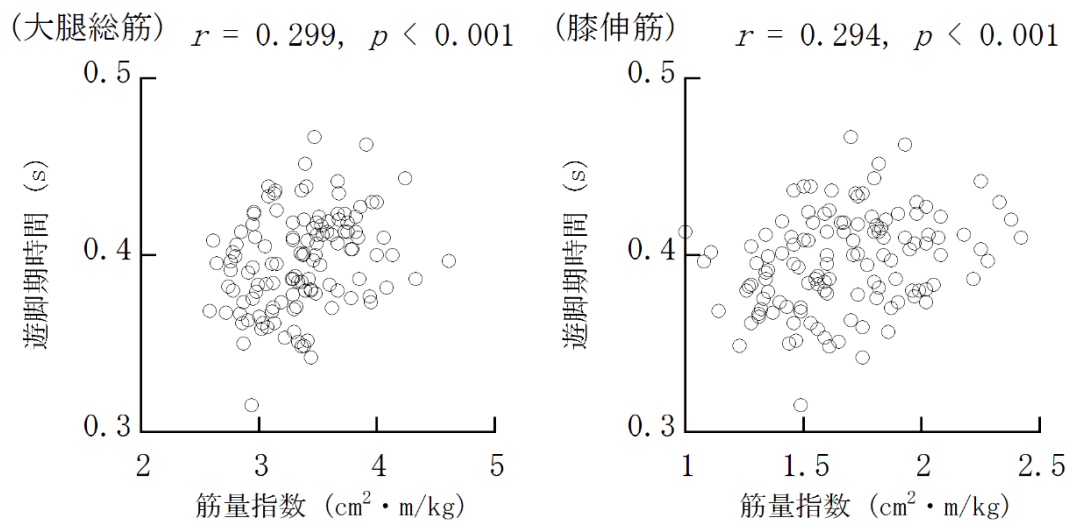 (大腿総筋) r = 0.299, p < 0.001
0.5
0.4
0.3
遊脚期時間 (s)
2 3 4 5
筋量指数 (cm²・m/kg)
(膝伸筋) r = 0.294, p < 0.001
0.5
0.4
0.3
遊脚期時間 (s)
1 1.5 2 2.5
筋量指数 (cm²・m/kg)